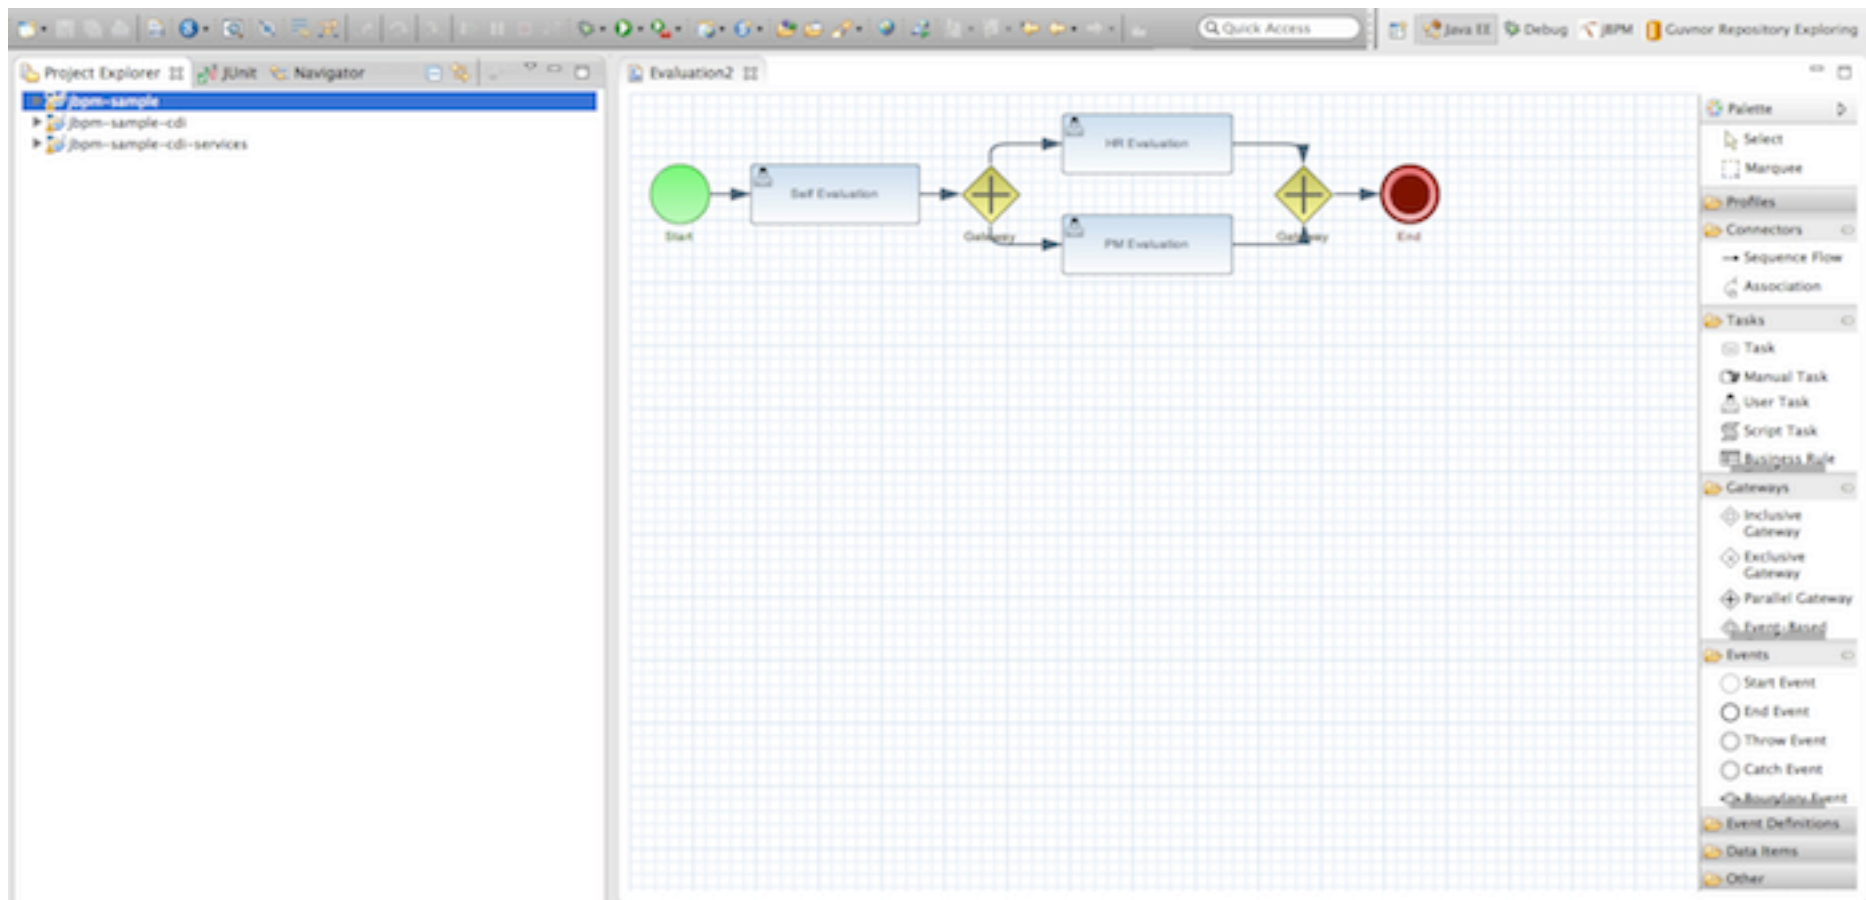 Quick Access
Java EE
Debug
jBPM
Guvnor Repository Exploring
Project Explorer
JUnit
Navigator
jbpm-sample
jbpm-sample-cdi
jbpm-sample-cdi-services
Evaluation2
Start
Self Evaluation
Gateway
HR Evaluation
PM Evaluation
Gateway
End
Palette
Select
Marquee
Profiles
Connectors
Sequence Flow
Association
Tasks
Task
Manual Task
User Task
Script Task
Business Rule
Gateways
Inclusive
Gateway
Exclusive
Gateway
Parallel Gateway
Event-Based
Events
Start Event
End Event
Throw Event
Catch Event
Boundary Event
Event Definitions
Data Items
Other